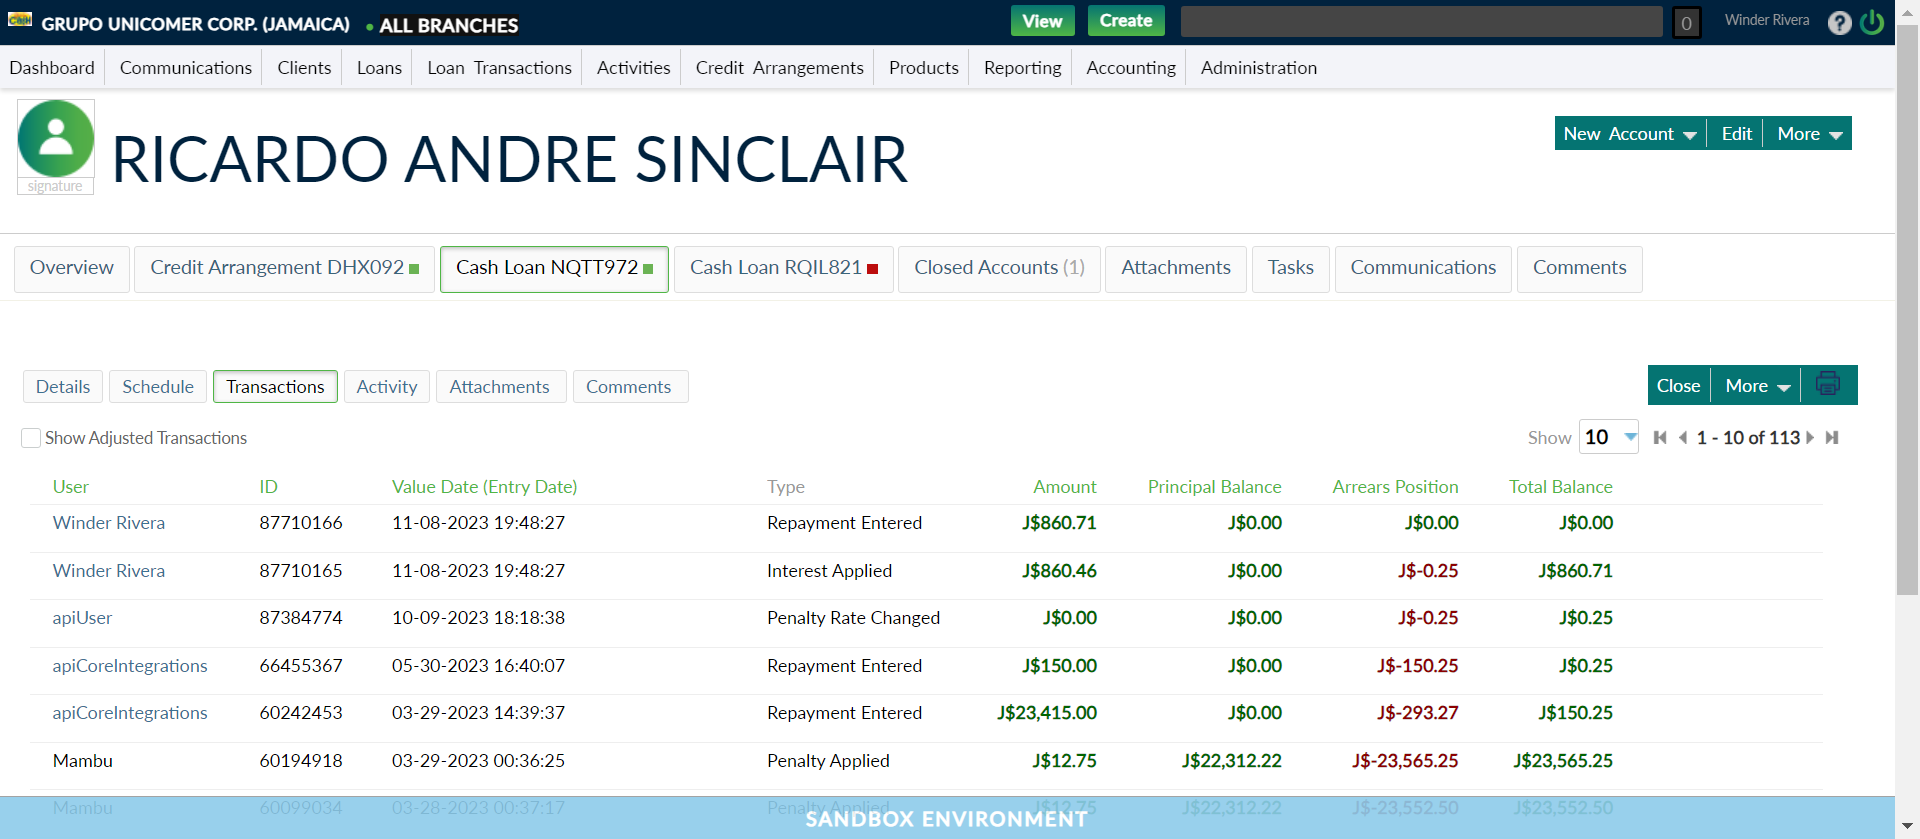 Cash GRUPO UNICOMER CORP. (JAMAICA) ALL BRANCHES View Create 0 Winder Rivera ?
Dashboard Communications Clients Loans Loan Transactions Activities Credit Arrangements Products Reporting Accounting Administration
RICARDO ANDRE SINCLAIR
signature
New Account Edit More
Overview Credit Arrangement DHX092 Cash Loan NQTT972 Cash Loan RQIL821 Closed Accounts (1) Attachments Tasks Communications Comments
Details Schedule Transactions Activity Attachments Comments Close More
Show Adjusted Transactions Show 10 1 - 10 of 113
User ID Value Date (Entry Date) Type Amount Principal Balance Arrears Position Total Balance
Winder Rivera 87710166 11-08-2023 19:48:27 Repayment Entered J$860.71 J$0.00 J$0.00 J$0.00
Winder Rivera 87710165 11-08-2023 19:48:27 Interest Applied J$860.46 J$0.00 J$-0.25 J$860.71
apiUser 87384774 10-09-2023 18:18:38 Penalty Rate Changed J$0.00 J$0.00 J$-0.25 J$0.25
apiCoreIntegrations 66455367 05-30-2023 16:40:07 Repayment Entered J$150.00 J$0.00 J$-150.25 J$0.25
apiCoreIntegrations 60242453 03-29-2023 14:39:37 Repayment Entered J$23,415.00 J$0.00 J$-293.27 J$150.25
Mambu 60194918 03-29-2023 00:36:25 Penalty Applied J$12.75 J$22,312.22 J$-23,565.25 J$23,565.25
Mambu 60099034 03-28-2023 00:37:17 Penalty Applied J$12.75 J$22,312.22 J$-23,552.50 J$23,552.50
SANDBOX ENVIRONMENT